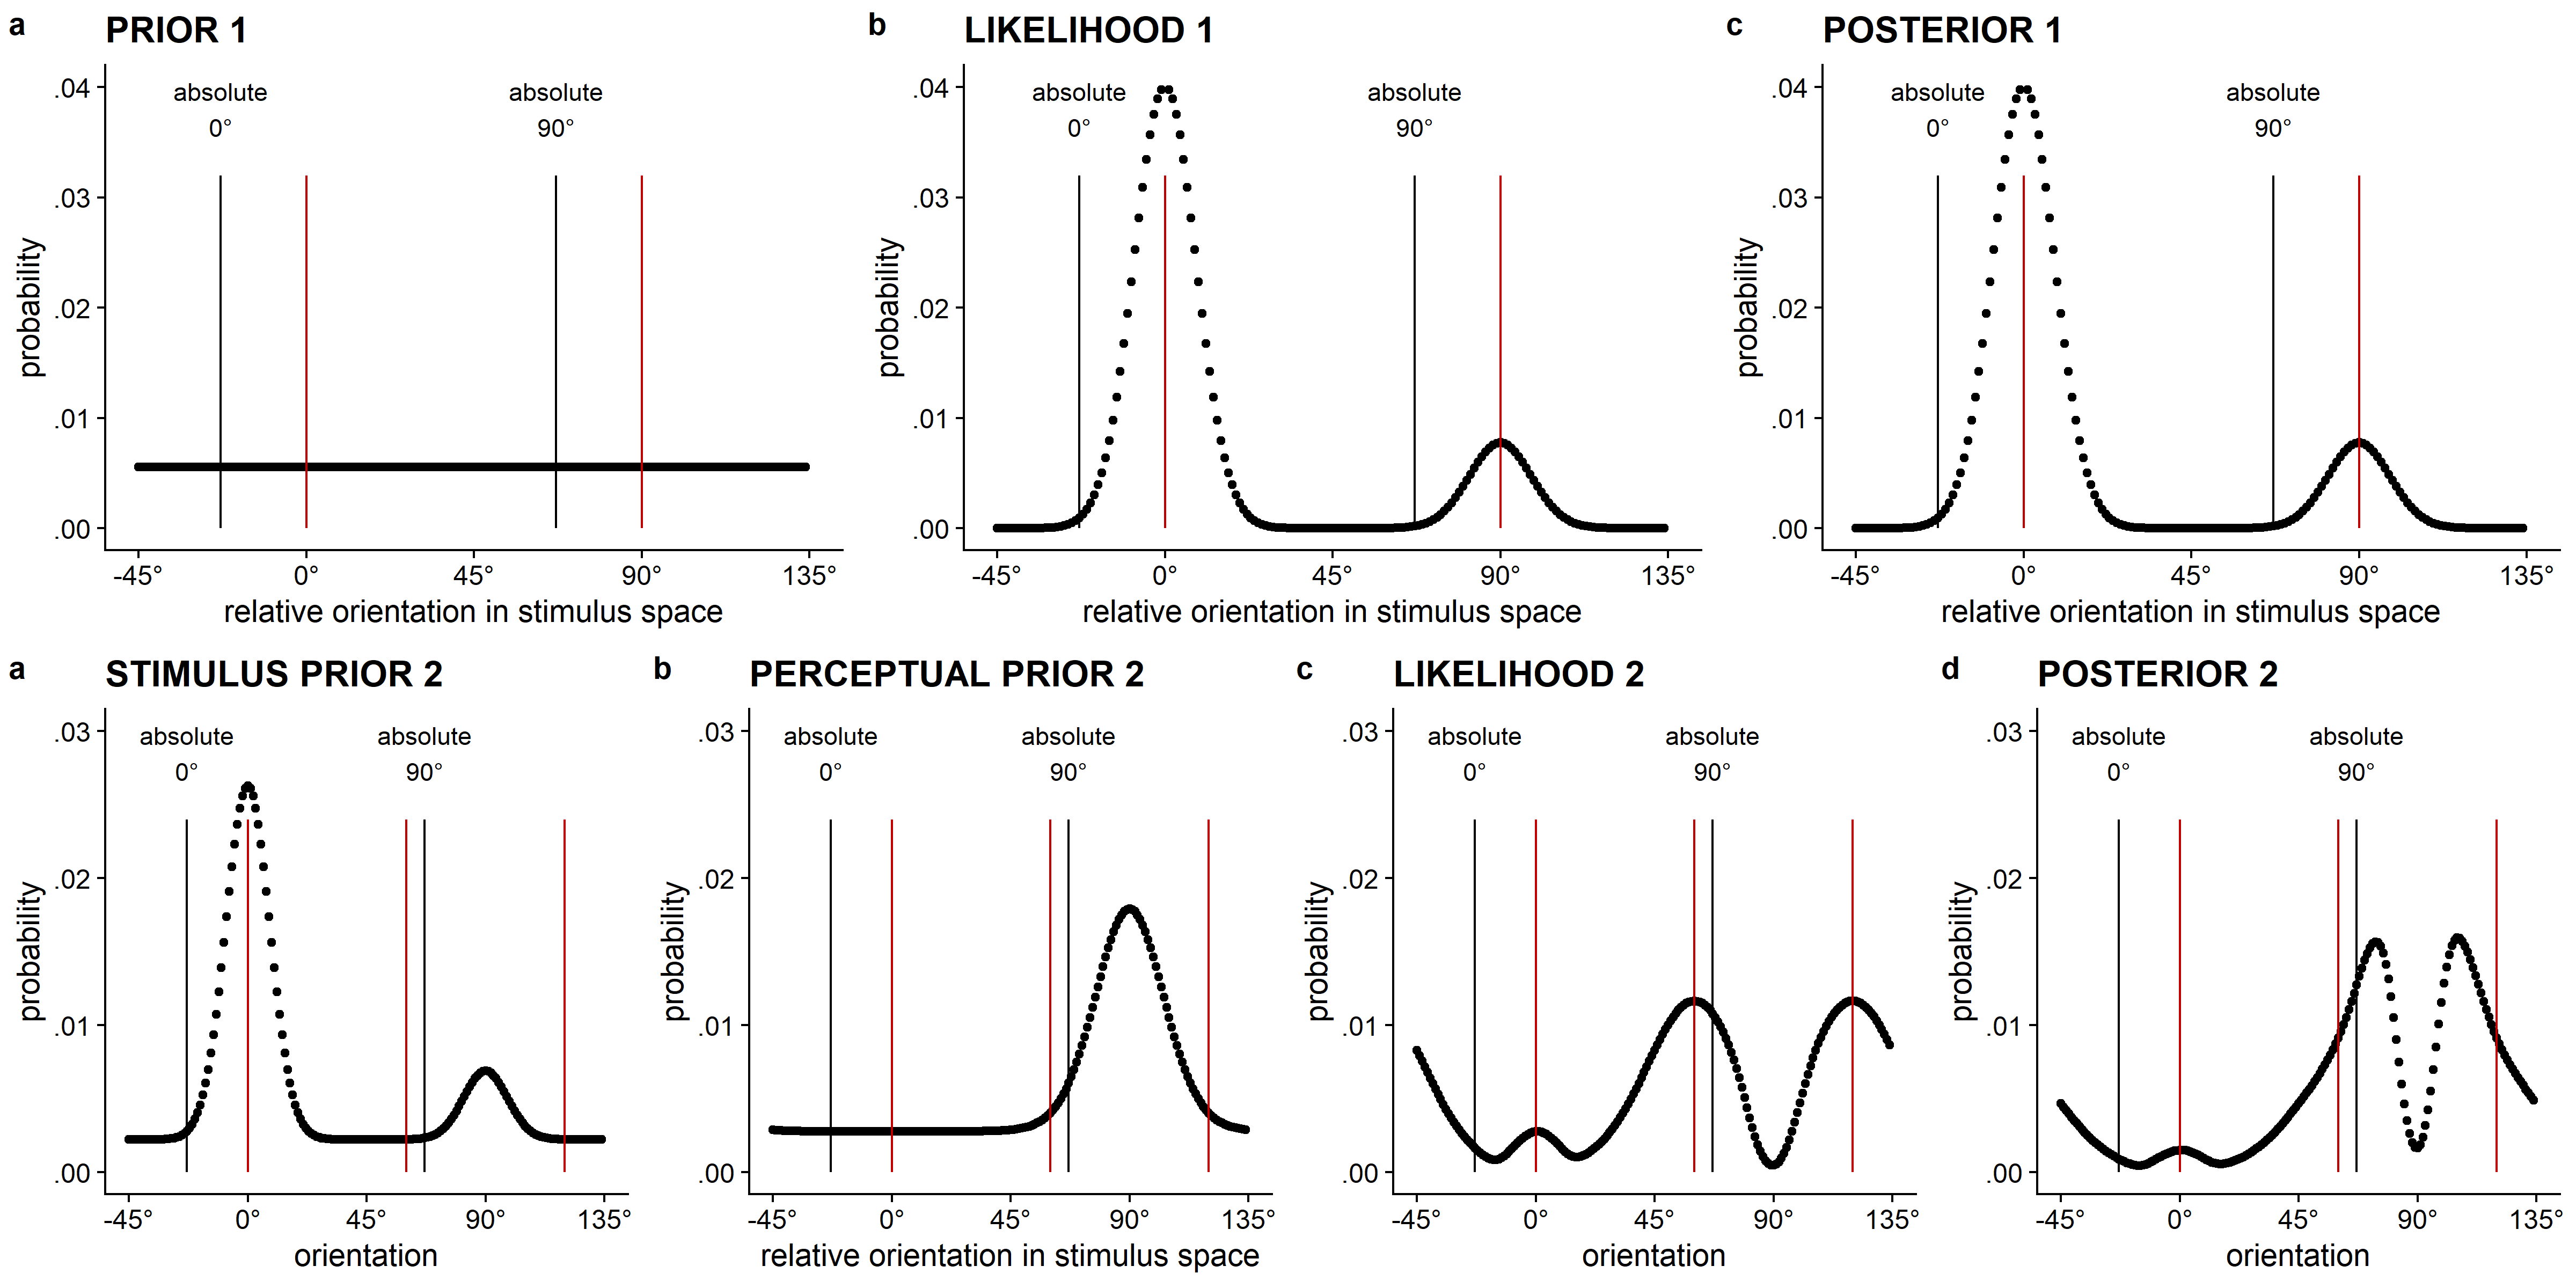 a PRIOR 1
absolute absolute
0° 90°
.04
.03
.02
.01
.00
probability
-45° 0° 45° 90° 135°
relative orientation in stimulus space
b LIKELIHOOD 1
absolute absolute
0° 90°
.04
.03
.02
.01
.00
probability
-45° 0° 45° 90° 135°
relative orientation in stimulus space
c POSTERIOR 1
absolute absolute
0° 90°
.04
.03
.02
.01
.00
probability
-45° 0° 45° 90° 135°
relative orientation in stimulus space
a STIMULUS PRIOR 2
absolute absolute
0° 90°
.03
.02
.01
.00
probability
-45° 0° 45° 90° 135°
orientation
b PERCEPTUAL PRIOR 2
absolute absolute
0° 90°
.03
.02
.01
.00
probability
-45° 0° 45° 90° 135°
relative orientation in stimulus space
c LIKELIHOOD 2
absolute absolute
0° 90°
.03
.02
.01
.00
probability
-45° 0° 45° 90° 135°
orientation
d POSTERIOR 2
absolute absolute
0° 90°
.03
.02
.01
.00
probability
-45° 0° 45° 90° 135°
orientation